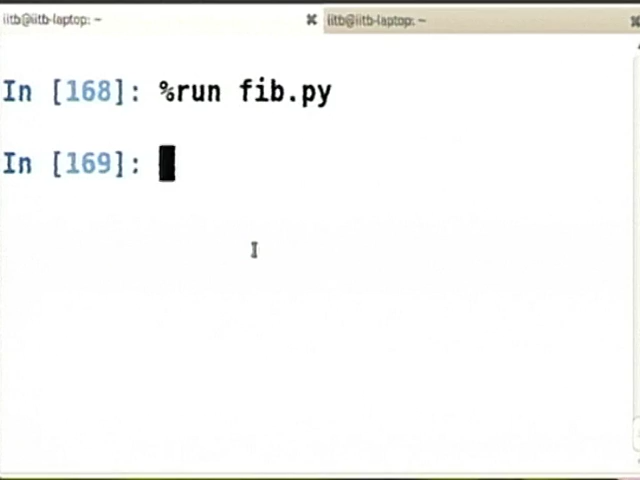 iitb@iitb-laptop: ~ ✖ iitb@iitb-laptop: ~ ✖
In [168]: %run fib.py
In [169]: